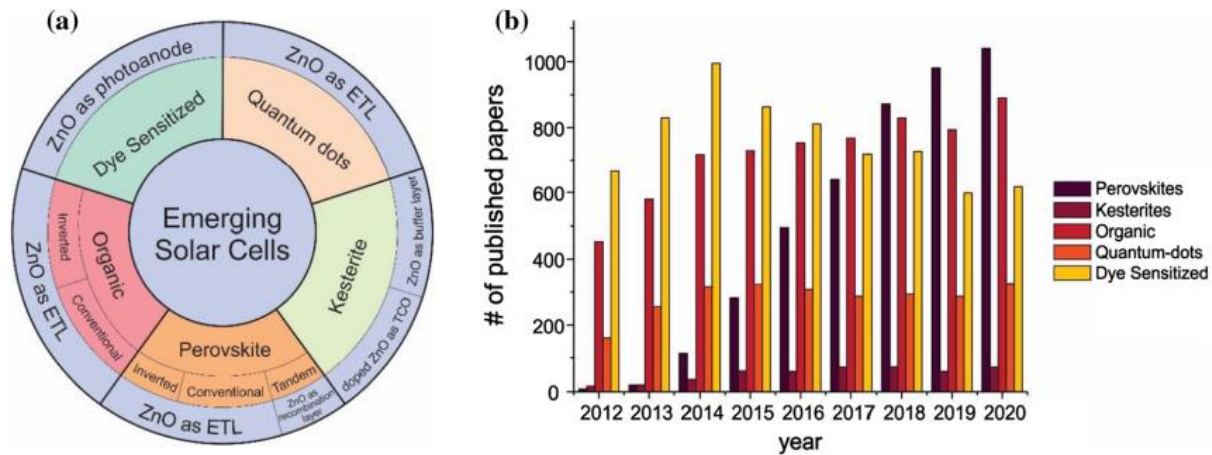 (a)
ZnO as photoanode
ZnO as ETL
Dye Sensitized
Quantum dots
Emerging
Solar Cells
ZnO as ETL
Inverted
Organic
Conventional
Kesterite
ZnO as buffer layer
doped ZnO as TCO
Perovskite
Inverted
Conventional
Tandem
ZnO as ETL
ZnO as
recombination
layer
(b)
# of published papers
1000
800
600
400
200
0
2012 2013 2014 2015 2016 2017 2018 2019 2020
year
Perovskites
Kesterites
Organic
Quantum-dots
Dye Sensitized